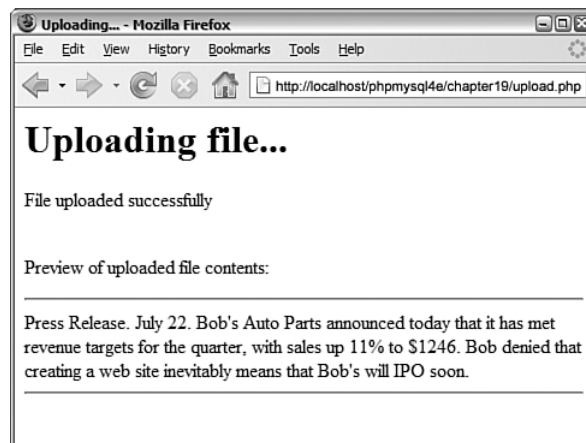 Uploading... - Mozilla Firefox
File Edit View History Bookmarks Tools Help
http://localhost/phpmysql4e/chapter19/upload.php
Uploading file...
File uploaded successfully
Preview of uploaded file contents:
Press Release. July 22. Bob's Auto Parts announced today that it has met
revenue targets for the quarter, with sales up 11% to $1246. Bob denied that
creating a web site inevitably means that Bob's will IPO soon.